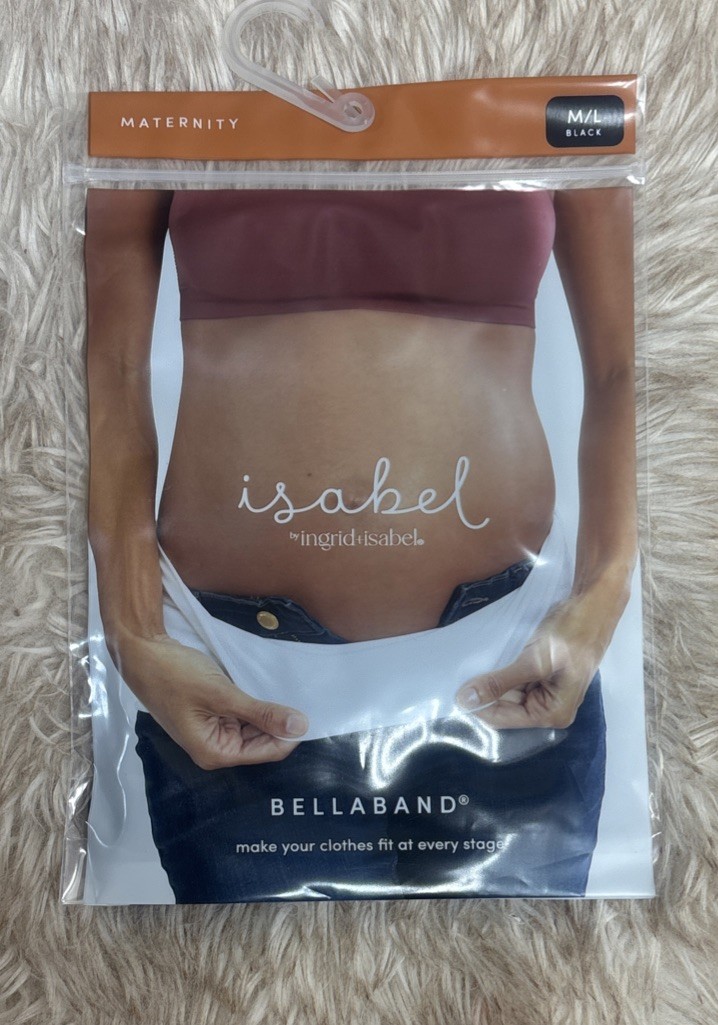 MATERNITY
M/L
BLACK
isabel
by ingrid+isabel®
BELLABAND®
make your clothes fit at every stage